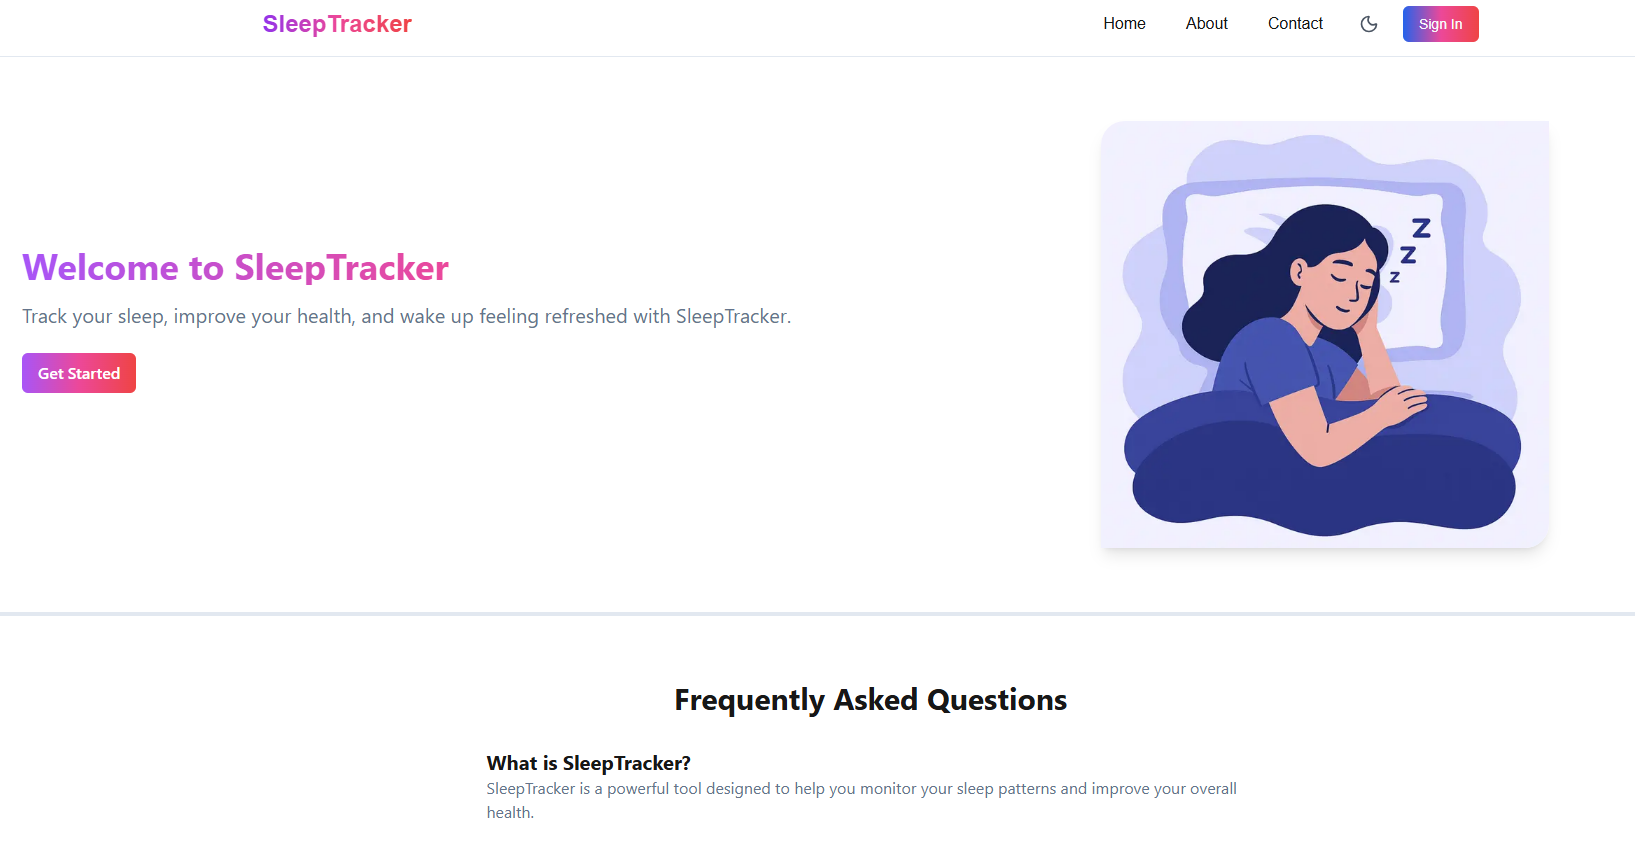 SleepTracker
Home
About
Contact
Sign In
Welcome to SleepTracker
Track your sleep, improve your health, and wake up feeling refreshed with SleepTracker.
Get Started
Z
Z
Z
Frequently Asked Questions
What is SleepTracker?
SleepTracker is a powerful tool designed to help you monitor your sleep patterns and improve your overall
health.